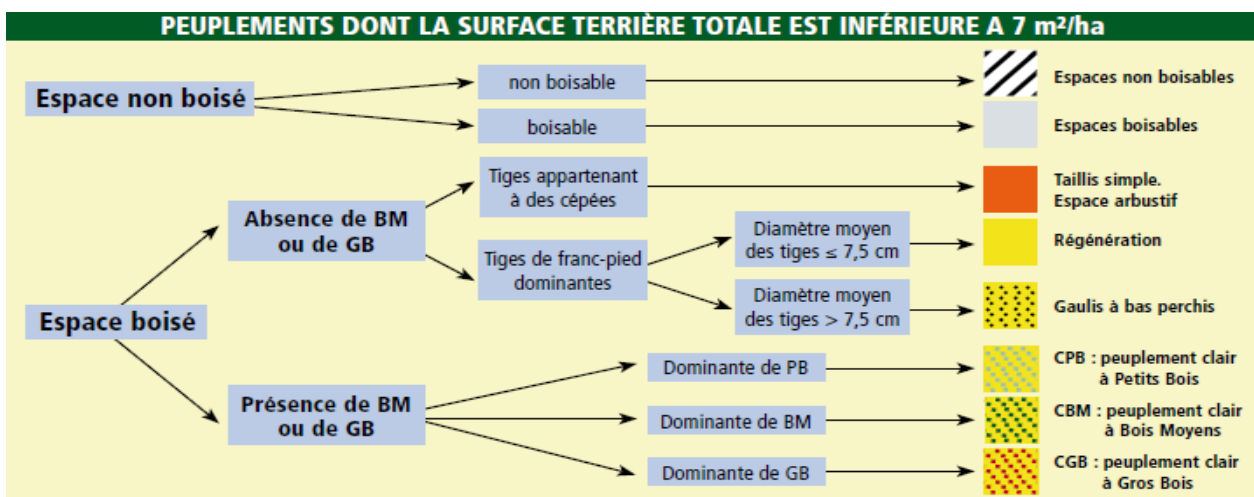 PEUPLEMENTS DONT LA SURFACE TERRIÈRE TOTALE EST INFÉRIEURE A 7 m²/ha
Espace non boisé
non boisable
Espaces non boisables
boisable
Espaces boisables
Espace boisé
Absence de BM
ou de GB
Tiges appartenant
à des cépées
Taillis simple.
Espace arbustif
Tiges de franc-pied
dominantes
Diamètre moyen
des tiges ≤ 7,5 cm
Régénération
Diamètre moyen
des tiges > 7,5 cm
Gaulis à bas perchis
Présence de BM
ou de GB
Dominante de PB
CPB : peuplement clair
à Petits Bois
Dominante de BM
CBM : peuplement clair
à Bois Moyens
Dominante de GB
CGB : peuplement clair
à Gros Bois